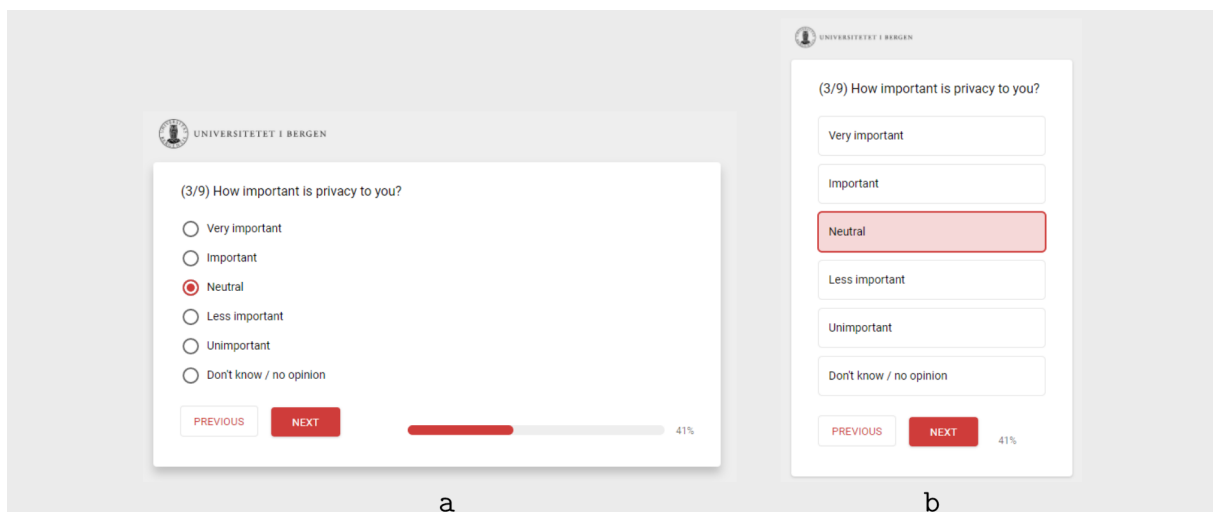 UNIVERSITETET I BERGEN
(3/9) How important is privacy to you?
Very important
Important
Neutral
Less important
Unimportant
Don't know / no opinion
PREVIOUS
NEXT
41%
a
UNIVERSITETET I BERGEN
(3/9) How important is privacy to you?
Very important
Important
Neutral
Less important
Unimportant
Don't know / no opinion
PREVIOUS
NEXT
41%
b